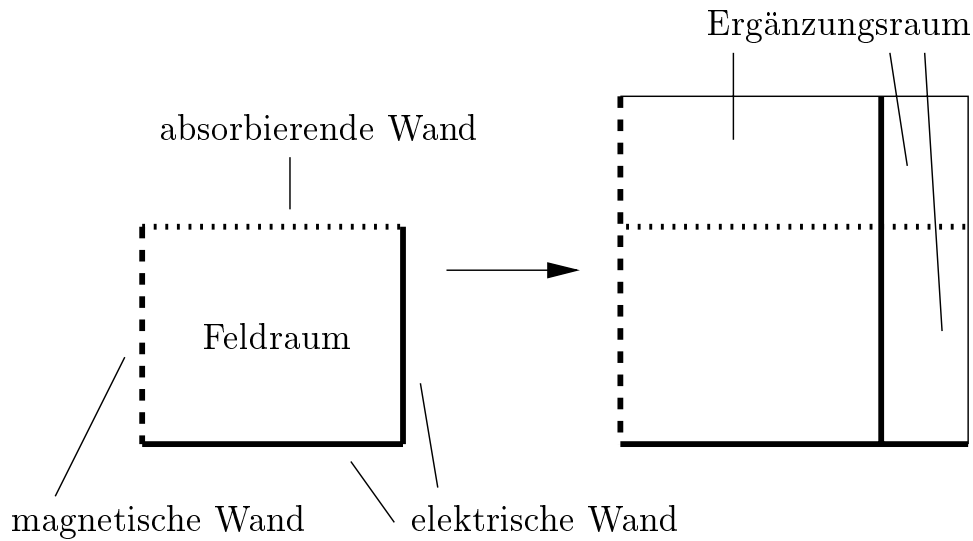 Ergänzungsraum
absorbierende Wand
Feldraum
magnetische Wand
elektrische Wand